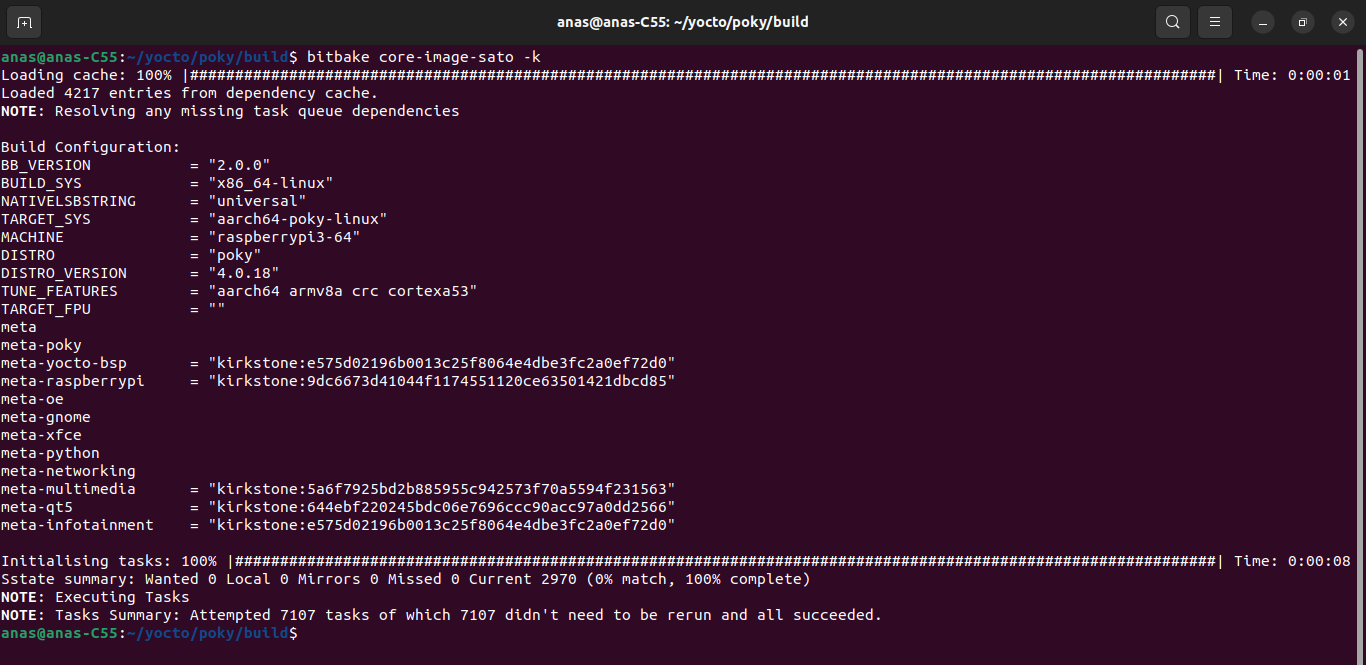 anas@anas-C55: ~/yocto/poky/build
anas@anas-C55:~/yocto/poky/build$ bitbake core-image-sato -k
Loading cache: 100% |##################################################################################################################| Time: 0:00:01
Loaded 4217 entries from dependency cache.
NOTE: Resolving any missing task queue dependencies

Build Configuration:
BB_VERSION           = "2.0.0"
BUILD_SYS            = "x86_64-linux"
NATIVELSBSTRING      = "universal"
TARGET_SYS           = "aarch64-poky-linux"
MACHINE              = "raspberrypi3-64"
DISTRO               = "poky"
DISTRO_VERSION       = "4.0.18"
TUNE_FEATURES        = "aarch64 armv8a crc cortexa53"
TARGET_FPU           = ""
meta
meta-poky
meta-yocto-bsp       = "kirkstone:e575d02196b0013c25f8064e4dbe3fc2a0ef72d0"
meta-raspberrypi     = "kirkstone:9dc6673d41044f1174551120ce63501421dbcd85"
meta-oe
meta-gnome
meta-xfce
meta-python
meta-networking
meta-multimedia      = "kirkstone:5a6f7925bd2b885955c942573f70a5594f231563"
meta-qt5             = "kirkstone:644ebf220245bdc06e7696ccc90acc97a0dd2566"
meta-infotainment    = "kirkstone:e575d02196b0013c25f8064e4dbe3fc2a0ef72d0"

Initialising tasks: 100% |#############################################################################################################| Time: 0:00:08
Sstate summary: Wanted 0 Local 0 Mirrors 0 Missed 0 Current 2970 (0% match, 100% complete)
NOTE: Executing Tasks
NOTE: Tasks Summary: Attempted 7107 tasks of which 7107 didn't need to be rerun and all succeeded.
anas@anas-C55:~/yocto/poky/build$